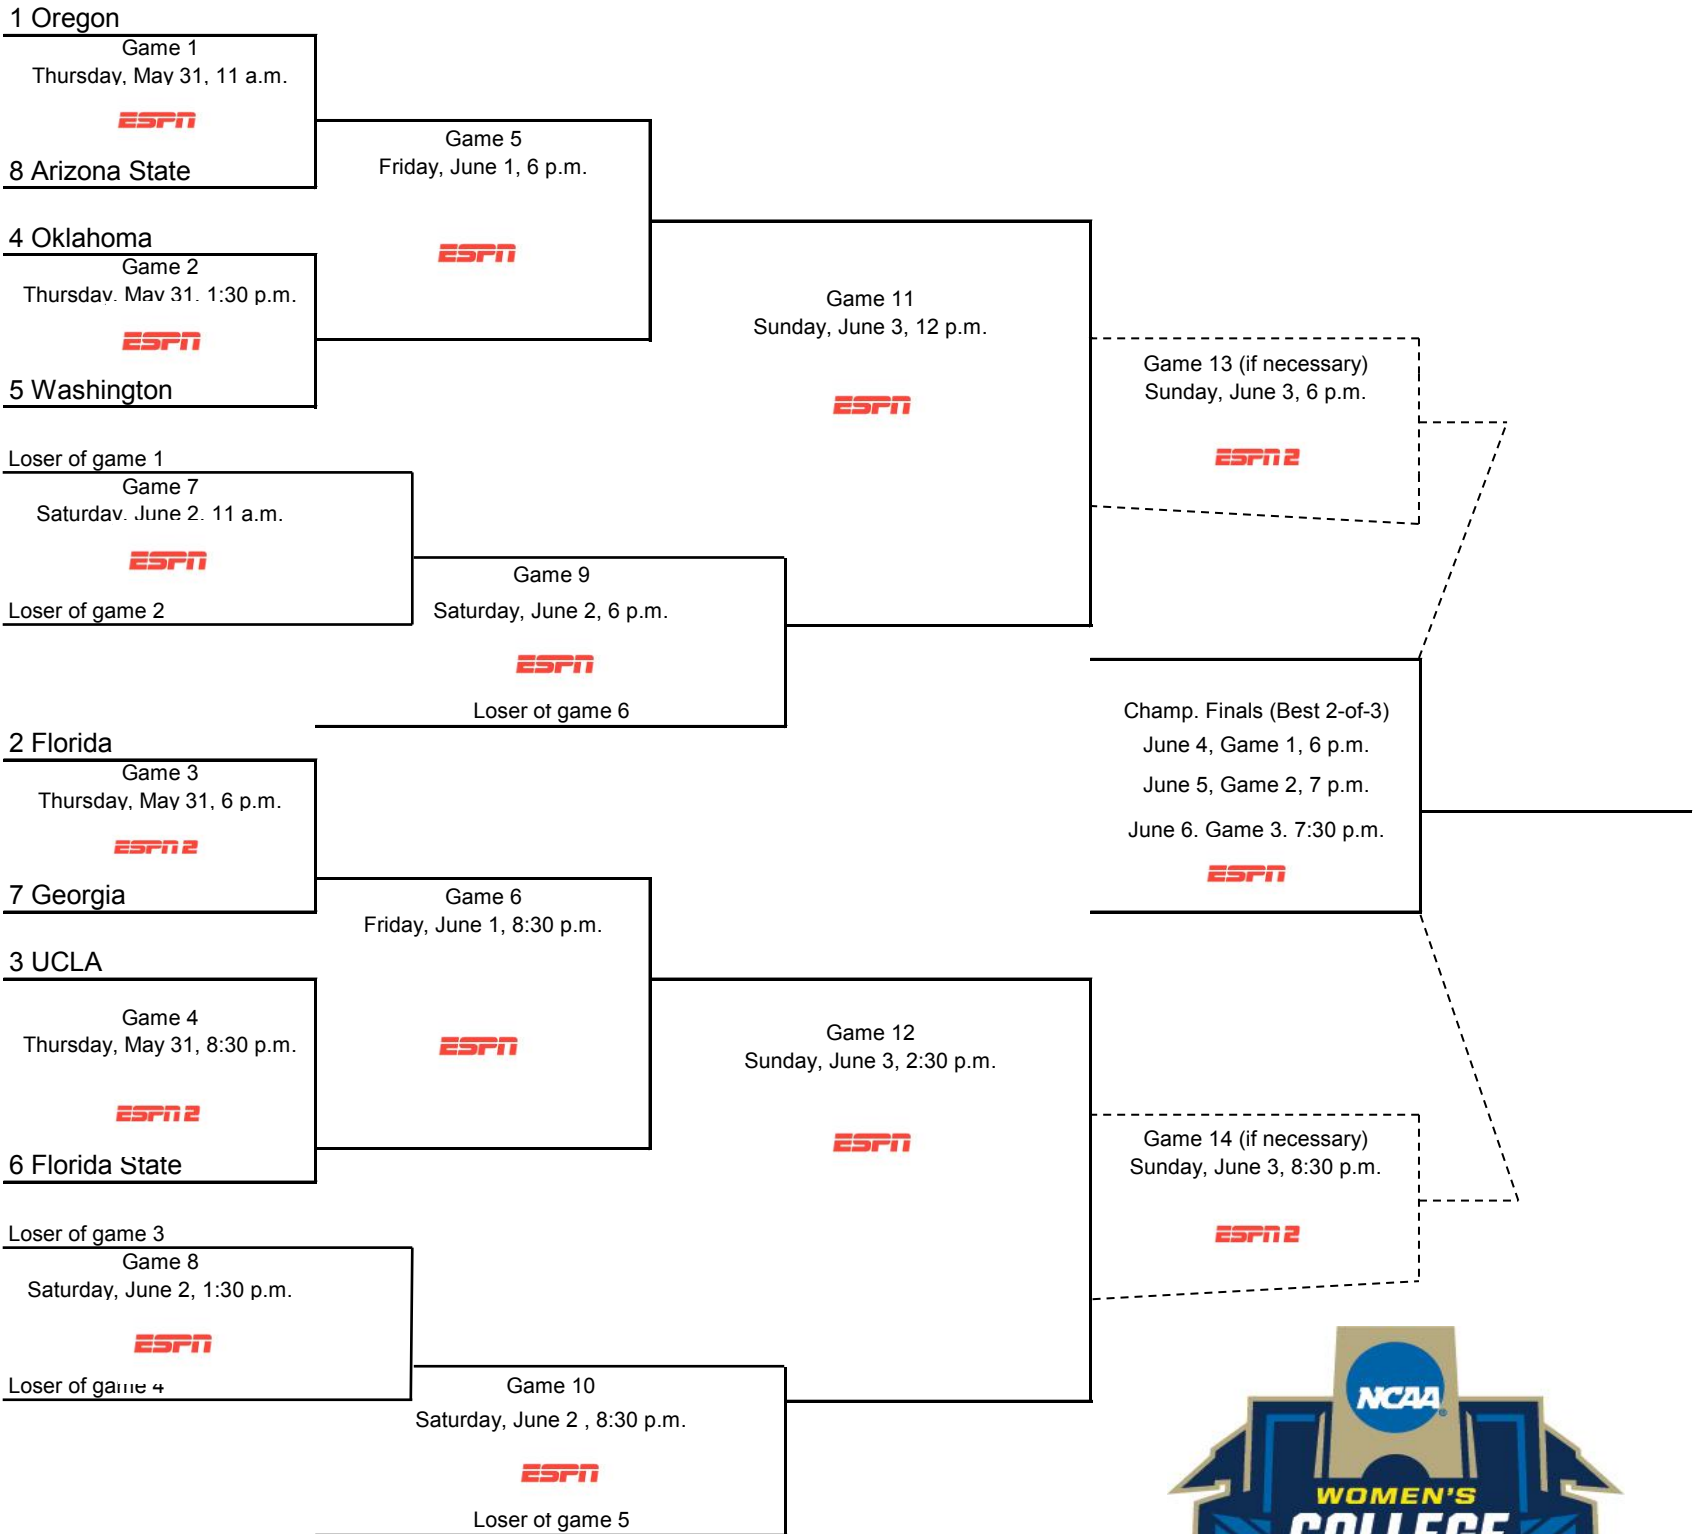 1 Oregon
Game 1
Thursday, May 31, 11 a.m.
ESPN
8 Arizona State
Game 5
Friday, June 1, 6 p.m.
ESPN
4 Oklahoma
Game 2
Thursday, May 31, 1:30 p.m.
ESPN
5 Washington
Game 11
Sunday, June 3, 12 p.m.
ESPN
Game 13 (if necessary)
Sunday, June 3, 6 p.m.
ESPN 2
Loser of game 1
Game 7
Saturday, June 2, 11 a.m.
ESPN
Loser of game 2
Game 9
Saturday, June 2, 6 p.m.
ESPN
Loser of game 6
Champ. Finals (Best 2-of-3)
June 4, Game 1, 6 p.m.
June 5, Game 2, 7 p.m.
June 6. Game 3. 7:30 p.m.
ESPN
2 Florida
Game 3
Thursday, May 31, 6 p.m.
ESPN 2
7 Georgia
Game 6
Friday, June 1, 8:30 p.m.
ESPN
3 UCLA
Game 4
Thursday, May 31, 8:30 p.m.
ESPN 2
6 Florida State
Game 12
Sunday, June 3, 2:30 p.m.
ESPN
Game 14 (if necessary)
Sunday, June 3, 8:30 p.m.
ESPN 2
Loser of game 3
Game 8
Saturday, June 2, 1:30 p.m.
ESPN
Loser of game 4
Game 10
Saturday, June 2 , 8:30 p.m.
ESPN
Loser of game 5
NCAA®
WOMEN'S
COLLEGE